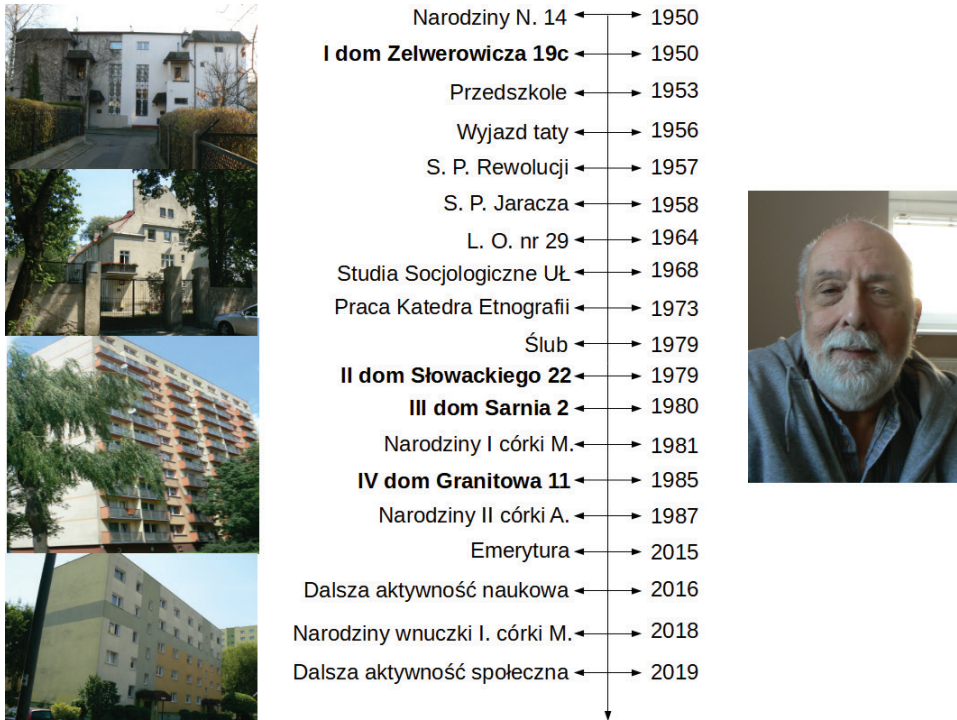 Narodziny N. 14 1950
I dom Zelwerowicza 19c 1950
Przedszkole 1953
Wyjazd taty 1956
S. P. Rewolucji 1957
S. P. Jaracza 1958
L. O. nr 29 1964
Studia Socjologiczne UŁ 1968
Praca Katedra Etnografii 1973
Ślub 1979
II dom Słowackiego 22 1979
III dom Sarnia 2 1980
Narodziny I córki M. 1981
IV dom Granitowa 11 1985
Narodziny II córki A. 1987
Emerytura 2015
Dalsza aktywność naukowa 2016
Narodziny wnuczki I. córki M. 2018
Dalsza aktywność społeczna 2019